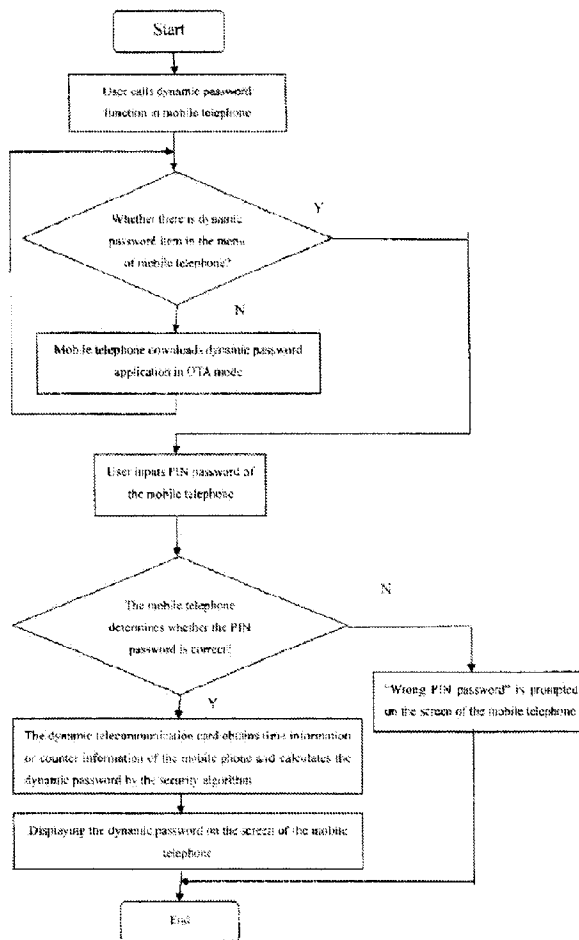 Start
User calls dynamic password
function in mobile telephone
Whether there is dynamic
password item in the menu
of mobile telephone?
Y
N
Mobile telephone downloads dynamic password
application in OTA mode
User inputs PIN password of
the mobile telephone
The mobile telephone
determines whether the PIN
password is correct?
N
Y
"Wrong PIN password" is prompted
on the screen of the mobile telephone
The dynamic telecommunication card obtains time information
or counter information of the mobile phone and calculates the
dynamic password by the security algorithm
Displaying the dynamic password on the screen of the mobile
telephone
End